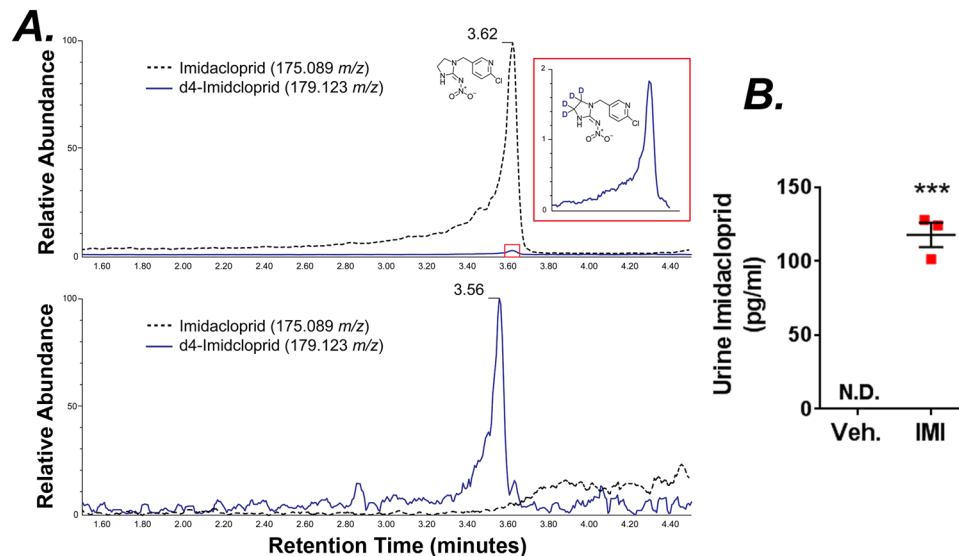 A.
Relative Abundance
100
50
0
Imidacloprid (175.089 m/z)
d4-Imidcloprid (179.123 m/z)
3.62
N
NH
N
N+
O
O-
N
Cl
2
1
0
D
D
D
D
N
NH
N
N+
O
O-
N
Cl
1.60 1.80 2.00 2.20 2.40 2.60 2.80 3.00 3.20 3.40 3.60 3.80 4.00 4.20 4.40
Relative Abundance
100
50
0
Imidacloprid (175.089 m/z)
d4-Imidcloprid (179.123 m/z)
3.56
1.60 1.80 2.00 2.20 2.40 2.60 2.80 3.00 3.20 3.40 3.60 3.80 4.00 4.20 4.40
Retention Time (minutes)
B.
Urine Imidacloprid
(pg/ml)
150
100
50
0
***
N.D.
Veh. IMI